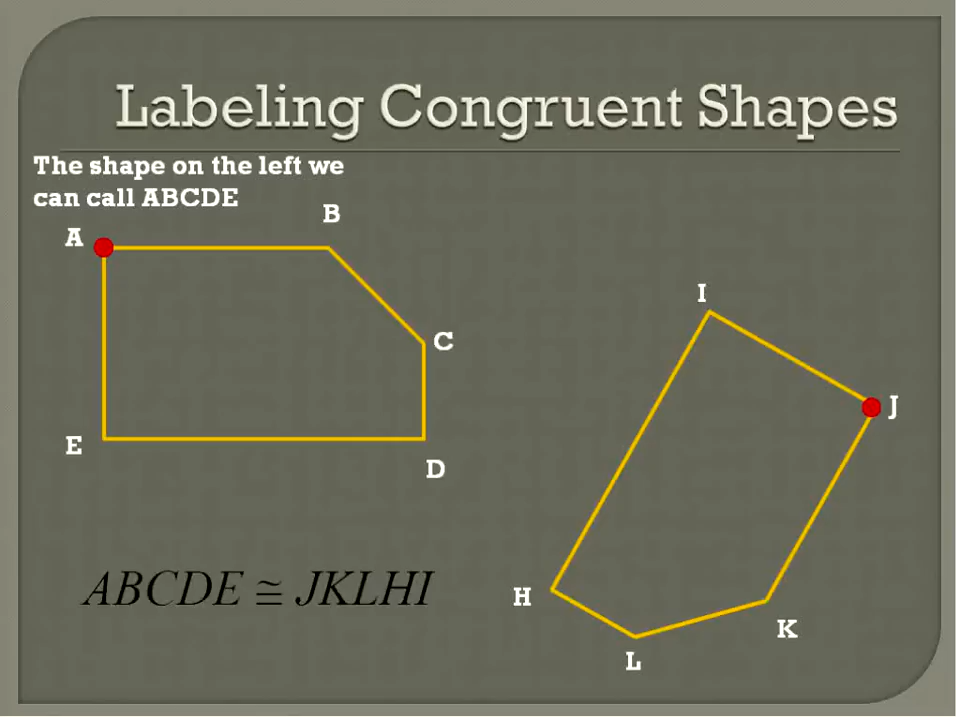 Labeling Congruent Shapes
The shape on the left we
can call ABCDE
B
A
I
C
J
E
D
ABCDE ≅ JKLHI
H
K
L